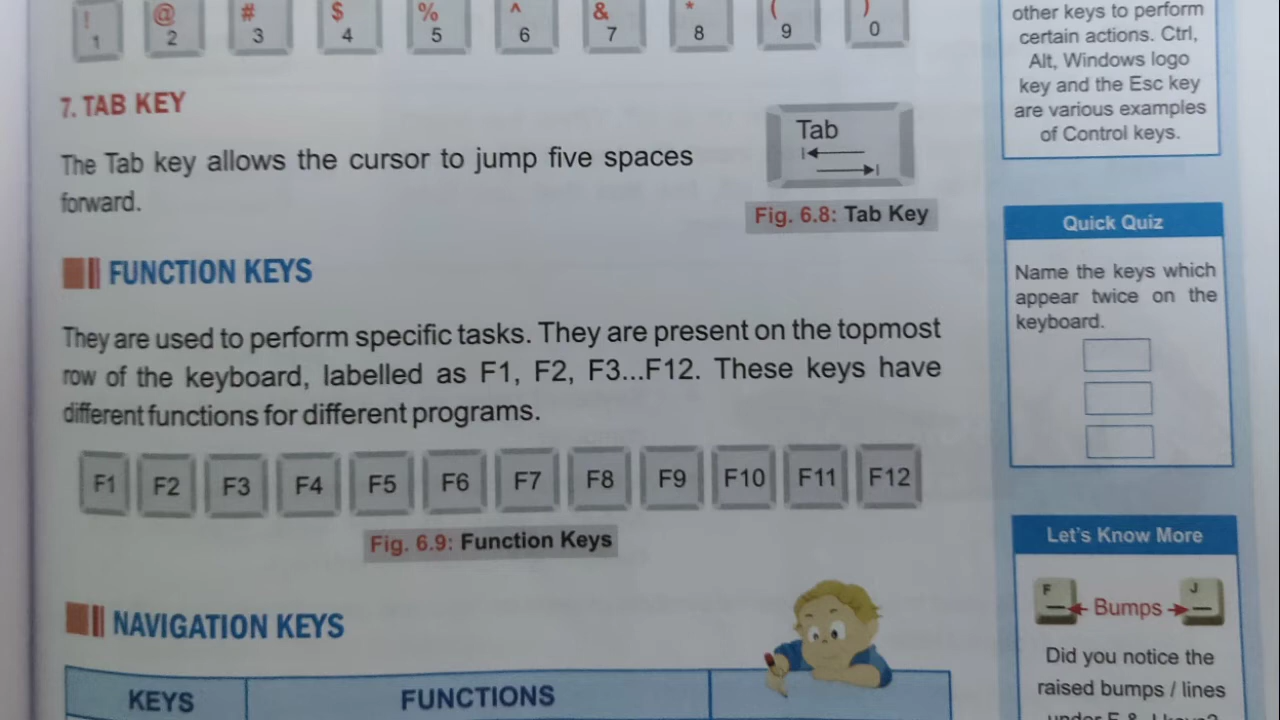 ! @ # $ % ^ & * ( )
1 2 3 4 5 6 7 8 9 0
7. TAB KEY
The Tab key allows the cursor to jump five spaces
forward.
Tab
Fig. 6.8: Tab Key
FUNCTION KEYS
They are used to perform specific tasks. They are present on the topmost
row of the keyboard, labelled as F1, F2, F3...F12. These keys have
different functions for different programs.
F1 F2 F3 F4 F5 F6 F7 F8 F9 F10 F11 F12
Fig. 6.9: Function Keys
NAVIGATION KEYS
KEYS FUNCTIONS
other keys to perform
certain actions. Ctrl,
Alt, Windows logo
key and the Esc key
are various examples
of Control keys.
Quick Quiz
Name the keys which
appear twice on the
keyboard.
Let's Know More
F Bumps J
Did you notice the
raised bumps / lines
under F & J keys?